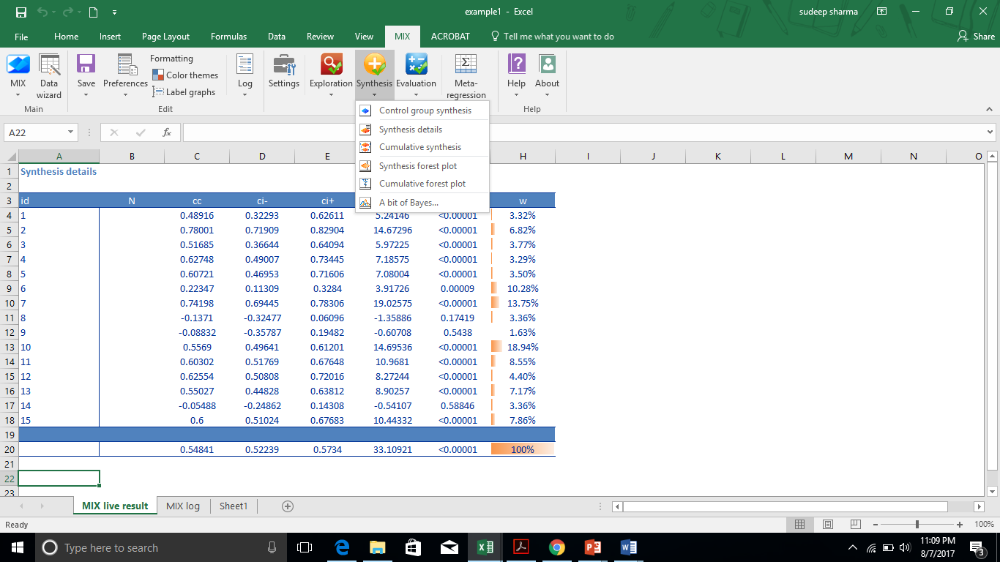 example1 - Excel
sudeep sharma
File Home Insert Page Layout Formulas Data Review View MIX ACROBAT Tell me what you want to do Share
MIX
Data wizard
Main
Save
Preferences
Formatting
Color themes
Label graphs
Edit
Log
Settings
Exploration
Synthesis
Evaluation
Meta-regression
Help
About
Help
Control group synthesis
Synthesis details
Cumulative synthesis
Synthesis forest plot
Cumulative forest plot
A bit of Bayes...
A22 fx
A B C D E H I J K L M N O
1 Synthesis details
2
3 id N cc ci- ci+ w
4 1 0.48916 0.32293 0.62611 5.24146 <0.00001 3.32%
5 2 0.78001 0.71909 0.82904 14.67296 <0.00001 6.82%
6 3 0.51685 0.36644 0.64094 5.97225 <0.00001 3.77%
7 4 0.62748 0.49007 0.73445 7.18575 <0.00001 3.29%
8 5 0.60721 0.46953 0.71606 7.08004 <0.00001 3.50%
9 6 0.22347 0.11309 0.3284 3.91726 0.00009 10.28%
10 7 0.74198 0.69445 0.78306 19.02575 <0.00001 13.75%
11 8 -0.1371 -0.32477 0.06096 -1.35886 0.17419 3.36%
12 9 -0.08832 -0.35787 0.19482 -0.60708 0.5438 1.63%
13 10 0.5569 0.49641 0.61201 14.69536 <0.00001 18.94%
14 11 0.60302 0.51769 0.67648 10.9681 <0.00001 8.55%
15 12 0.62554 0.50808 0.72016 8.27244 <0.00001 4.40%
16 13 0.55027 0.44828 0.63812 8.90257 <0.00001 7.17%
17 14 -0.05488 -0.24862 0.14308 -0.54107 0.58846 3.36%
18 15 0.6 0.51024 0.67683 10.44332 <0.00001 7.86%
19
20 0.54841 0.52239 0.5734 33.10921 <0.00001 100%
21
22
23
MIX live result MIX log Sheet1
Ready 100%
Type here to search
11:09 PM
8/7/2017
3